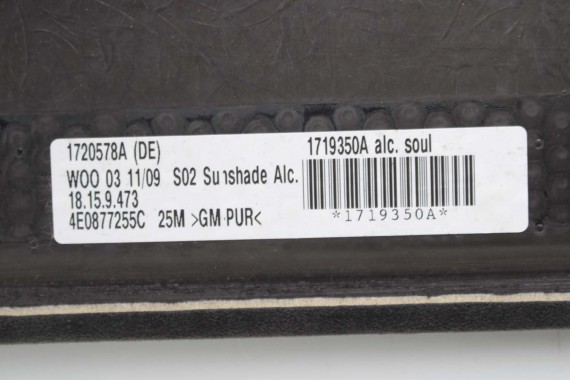 1720578A (DE) 1719350A alc. soul
WOO 03 11/09 S02 Sunshade Alc.
18.15.9.473
4E0877255C 25M >GM·PUR<
*1719350A*